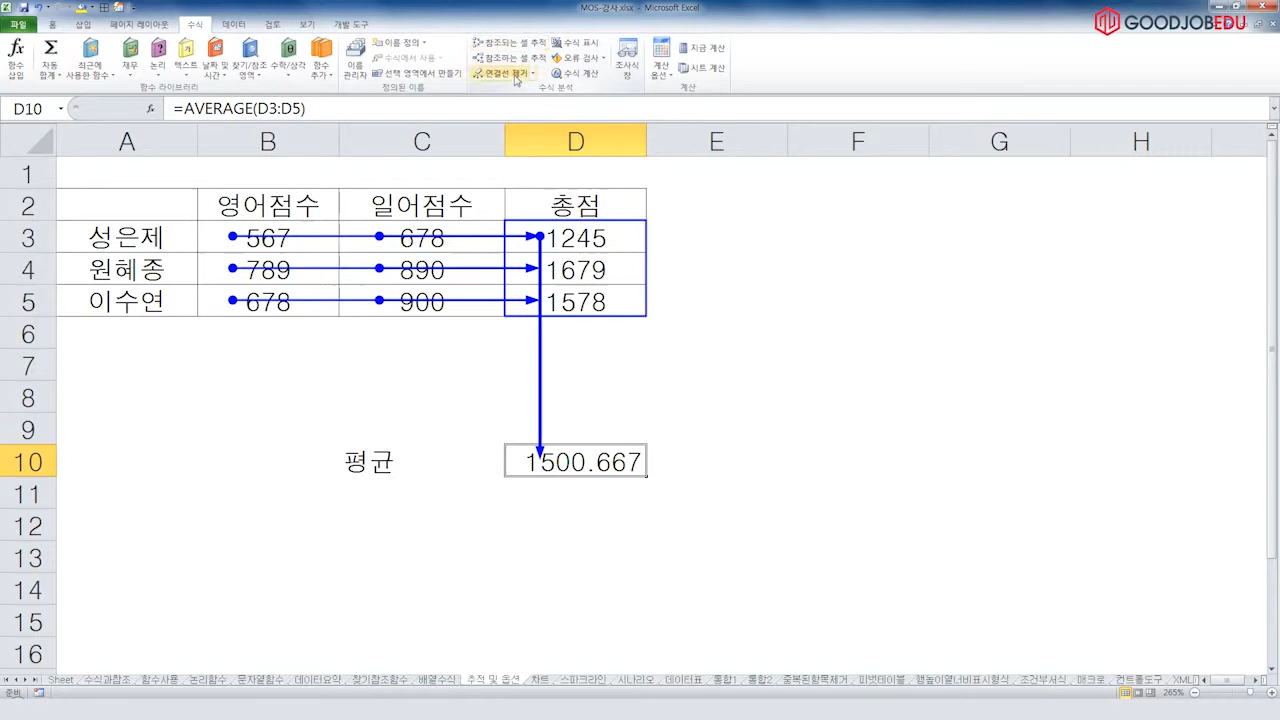 MOS-감사.xlsx - Microsoft Excel
GOODJOBEDU
파일 홈 삽입 페이지 레이아웃 수식 데이터 검토 보기 개발 도구
fx 함수 삽입
Σ 자동 합계
최근에 사용한 함수
재무
논리
텍스트
날짜 및 시간
찾기/참조 영역
수학/삼각
함수 추가
함수 라이브러리
이름 관리자
이름 정의
수식에서 사용
선택 영역에서 만들기
정의된 이름
참조되는 셀 추적
참조하는 셀 추적
연결선 제거
수식 표시
오류 검사
수식 계산
조사식 창
수식 분석
계산 옵션
지금 계산
시트 계산
계산
D10 fx =AVERAGE(D3:D5)
A B C D E F G H
1
2 영어점수 일어점수 총점
3 성은제 567 678 1245
4 원혜종 789 890 1679
5 이수연 678 900 1578
6
7
8
9
10 평균 1500.667
11
12
13
14
15
16
Sheet 수식과참조 함수사용 논리함수 문자열함수 데이터요약 찾기참조함수 배열수식 추적 및 옵션 차트 스파크라인 시나리오 데이터표 통합1 통합2 중복된항목제거 피벗테이블 행높이열너비표시형식 조건부서식 매크로 컨트롤도구 XML
준비 265%